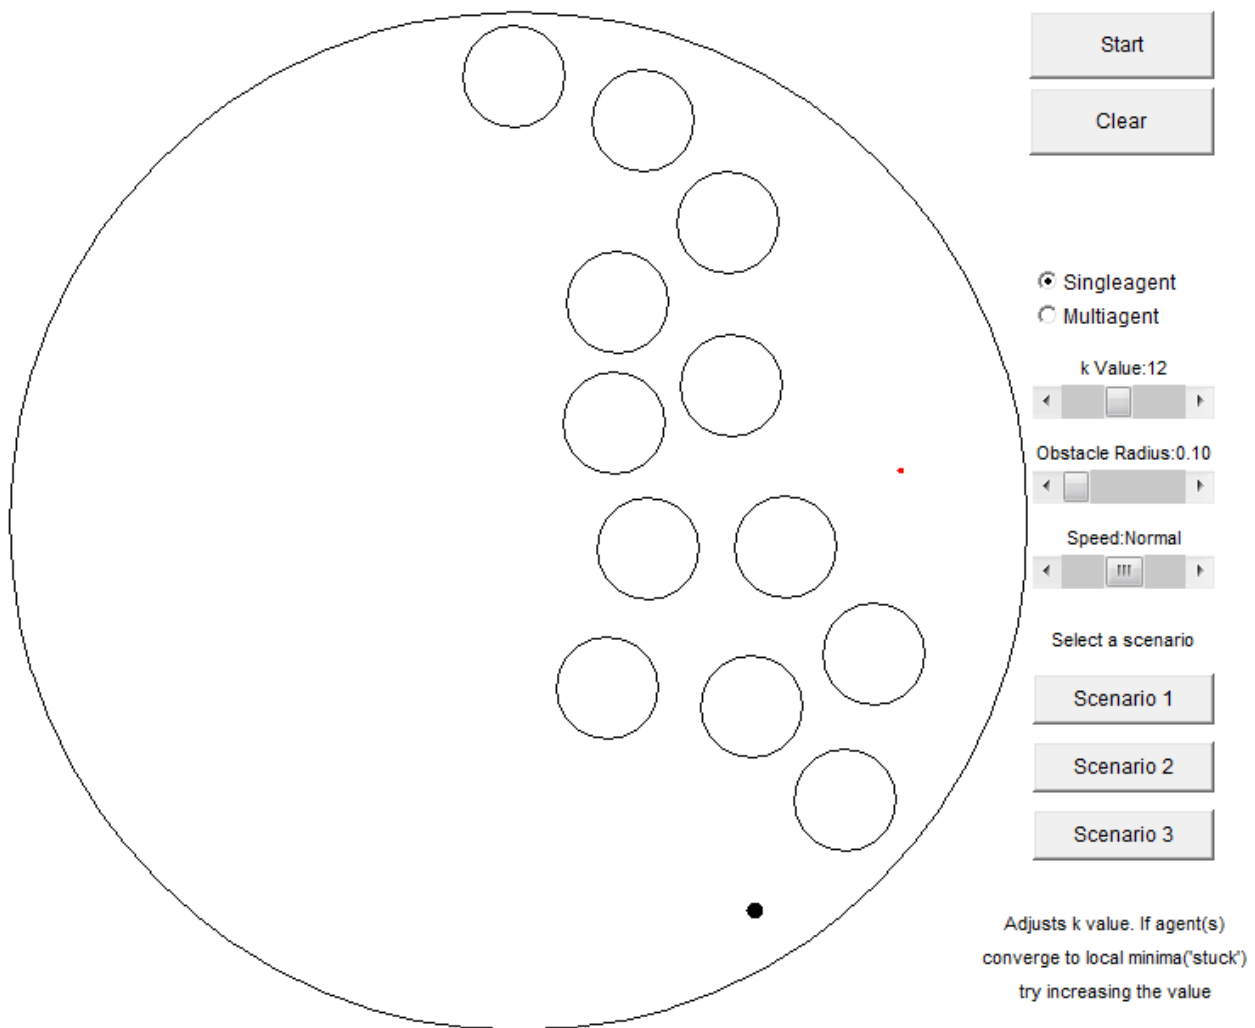 Start
Clear
Singleagent
Multiagent
k Value:12
Obstacle Radius:0.10
Speed:Normal
Select a scenario
Scenario 1
Scenario 2
Scenario 3
Adjusts k value. If agent(s)
converge to local minima('stuck')
try increasing the value